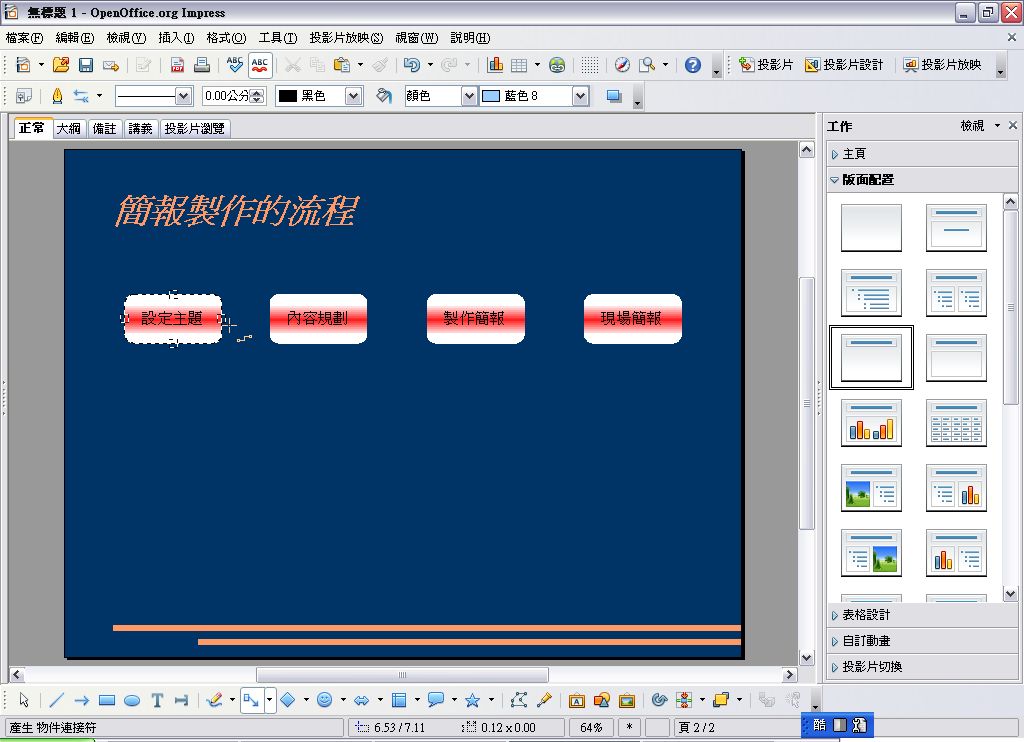 無標題 1 - OpenOffice.org Impress
檔案(F) 編輯(E) 檢視(V) 插入(I) 格式(O) 工具(T) 投影片放映(S) 視窗(W) 說明(H)
ABC ABC 投影片 投影片設計 投影片放映
0.00公分 黑色 顏色 藍色 8
正常 大綱 備註 講義 投影片瀏覽
工作 檢視
主頁
版面配置
簡報製作的流程
設定主題 內容規劃 製作簡報 現場簡報
表格設計
自訂動畫
投影片切換
產生 物件連接符 6.53 / 7.11 0.12 x 0.00 64% * 頁 2 / 2
酷